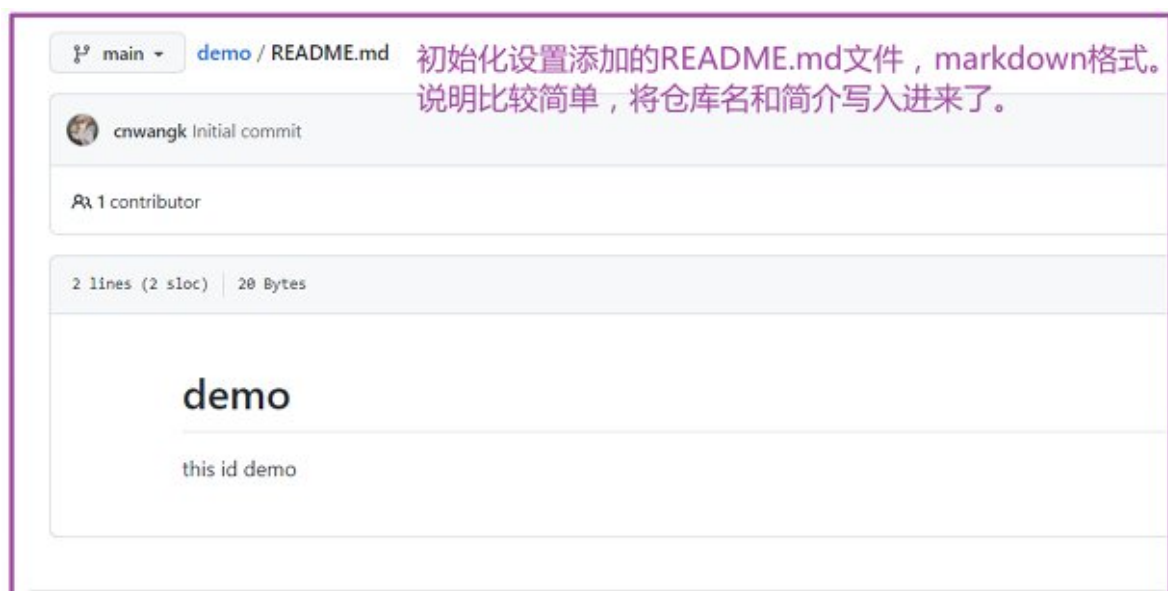 main demo / README.md
初始化设置添加的README.md文件，markdown格式。
说明比较简单，将仓库名和简介写入进来了。
cnwangk Initial commit
1 contributor
2 lines (2 sloc) 20 Bytes
demo
this id demo